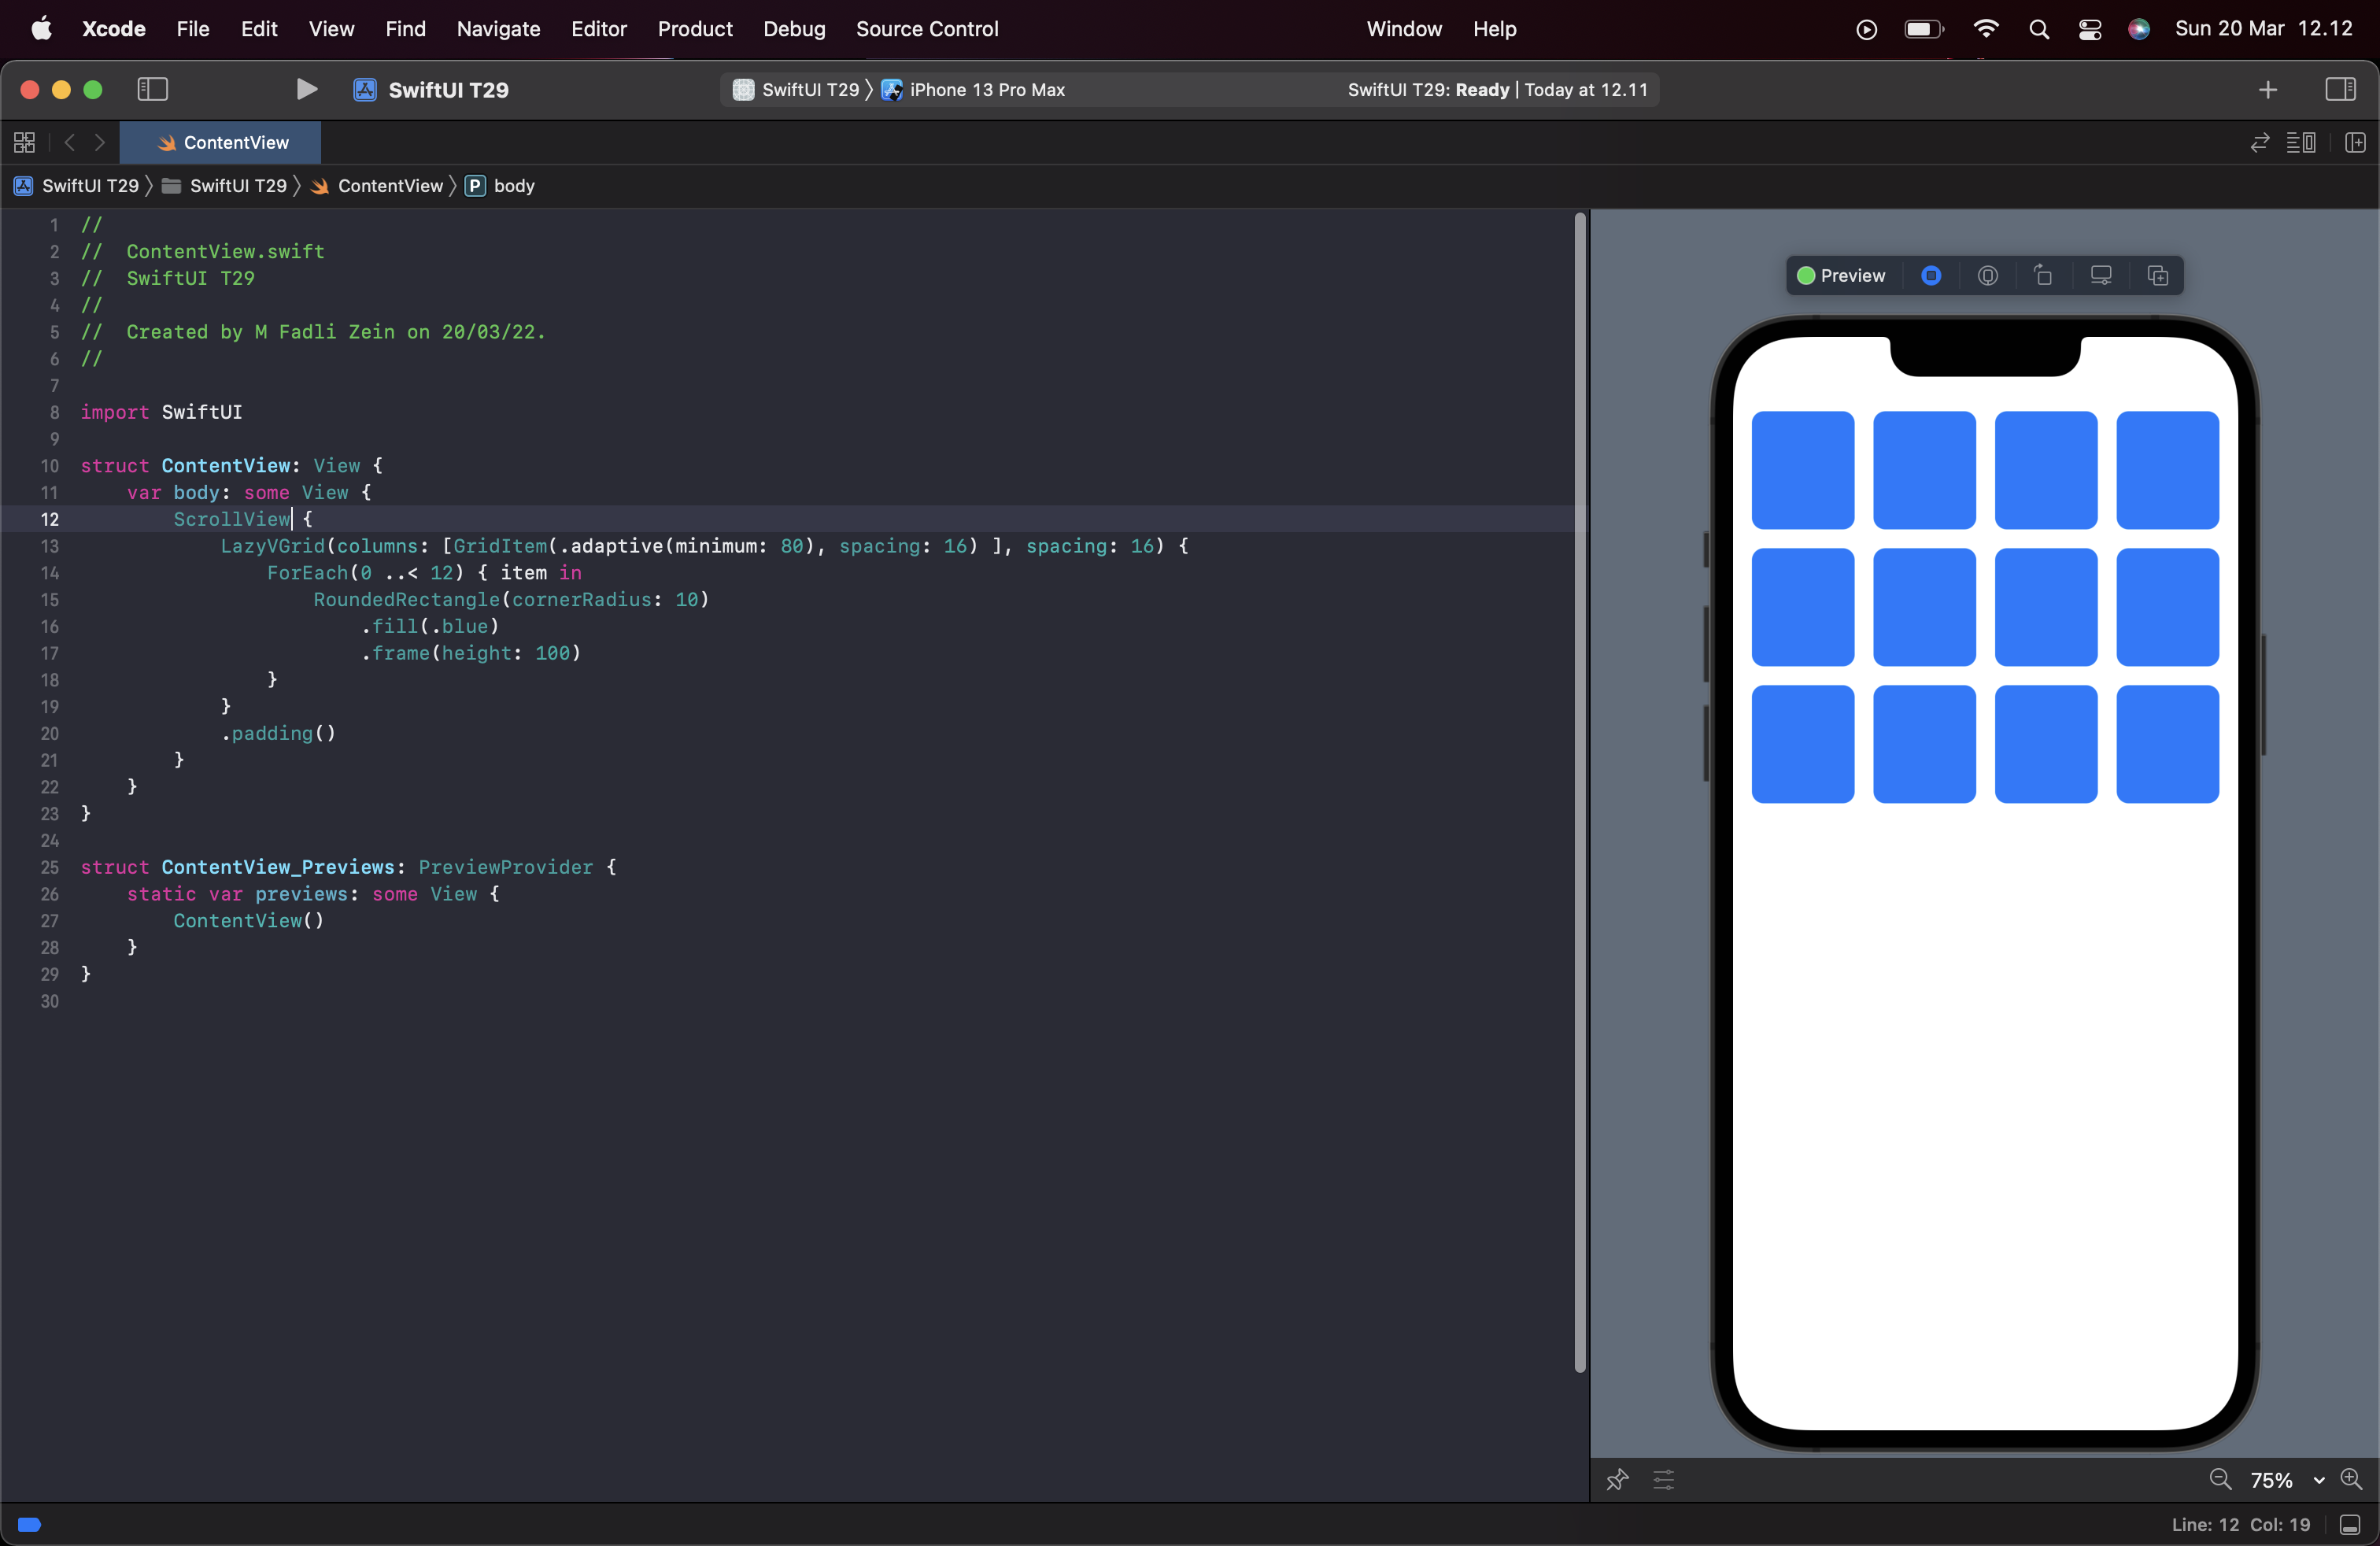 Xcode File Edit View Find Navigate Editor Product Debug Source Control Window Help Sun 20 Mar 12.12
SwiftUI T29 SwiftUI T29 〉 iPhone 13 Pro Max SwiftUI T29: Ready | Today at 12.11
ContentView
SwiftUI T29 〉 SwiftUI T29 〉 ContentView 〉 P body
1 //
2 //  ContentView.swift
3 //  SwiftUI T29
4 //
5 //  Created by M Fadli Zein on 20/03/22.
6 //
7
8 import SwiftUI
9
10 struct ContentView: View {
11     var body: some View {
12         ScrollView {
13             LazyVGrid(columns: [GridItem(.adaptive(minimum: 80), spacing: 16) ], spacing: 16) {
14                 ForEach(0 ..< 12) { item in
15                     RoundedRectangle(cornerRadius: 10)
16                         .fill(.blue)
17                         .frame(height: 100)
18                 }
19             }
20             .padding()
21         }
22     }
23 }
24
25 struct ContentView_Previews: PreviewProvider {
26     static var previews: some View {
27         ContentView()
28     }
29 }
30
Preview
75%
Line: 12 Col: 19